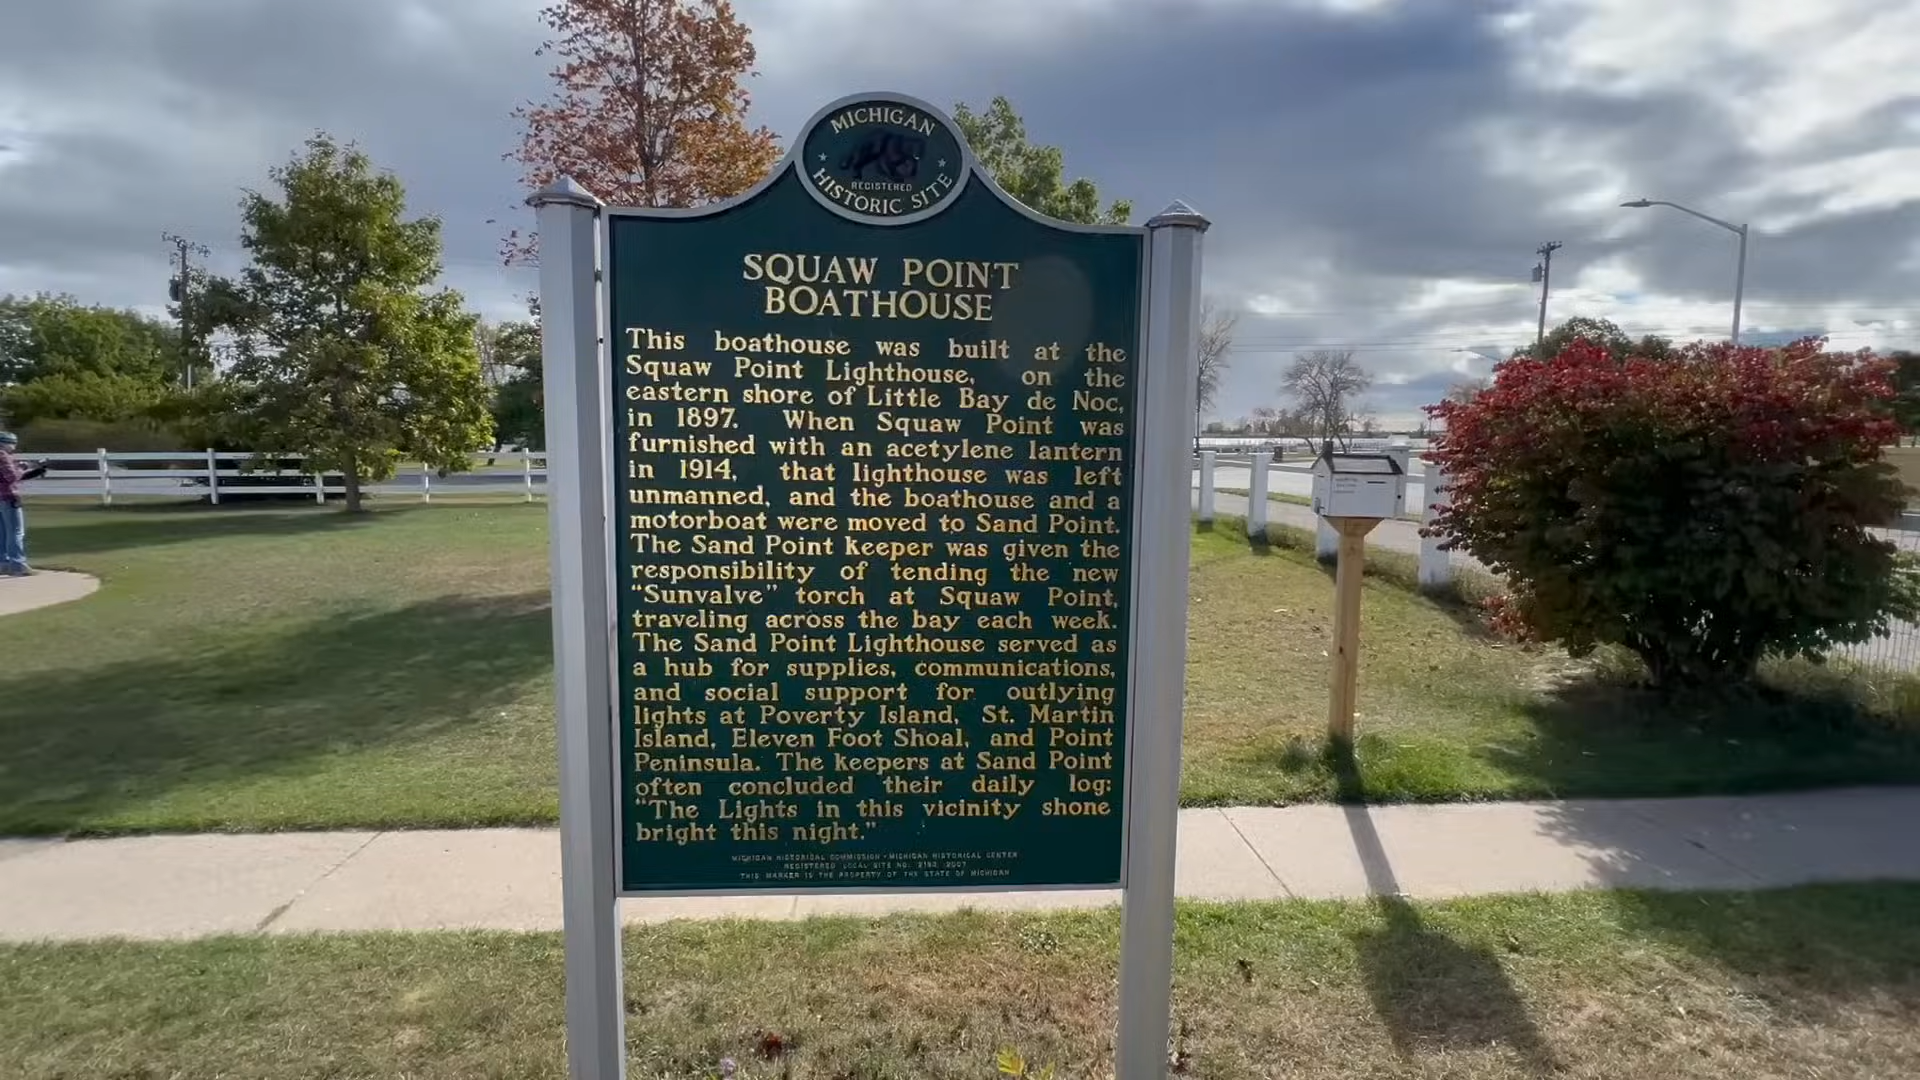 MICHIGAN
REGISTERED
HISTORIC SITE
SQUAW POINT
BOATHOUSE
This boathouse was built at the
Squaw Point Lighthouse, on the
eastern shore of Little Bay de Noc,
in 1897. When Squaw Point was
furnished with an acetylene lantern
in 1914, that lighthouse was left
unmanned, and the boathouse and a
motorboat were moved to Sand Point.
The Sand Point keeper was given the
responsibility of tending the new
"Sunvalve" torch at Squaw Point,
traveling across the bay each week.
The Sand Point Lighthouse served as
a hub for supplies, communications,
and social support for outlying
lights at Poverty Island, St. Martin
Island, Eleven Foot Shoal, and Point
Peninsula. The keepers at Sand Point
often concluded their daily log:
"The Lights in this vicinity shone
bright this night."
MICHIGAN HISTORICAL COMMISSION • MICHIGAN HISTORICAL CENTER
REGISTERED LOCAL SITE NO. 2007
THIS MARKER IS THE PROPERTY OF THE STATE OF MICHIGAN